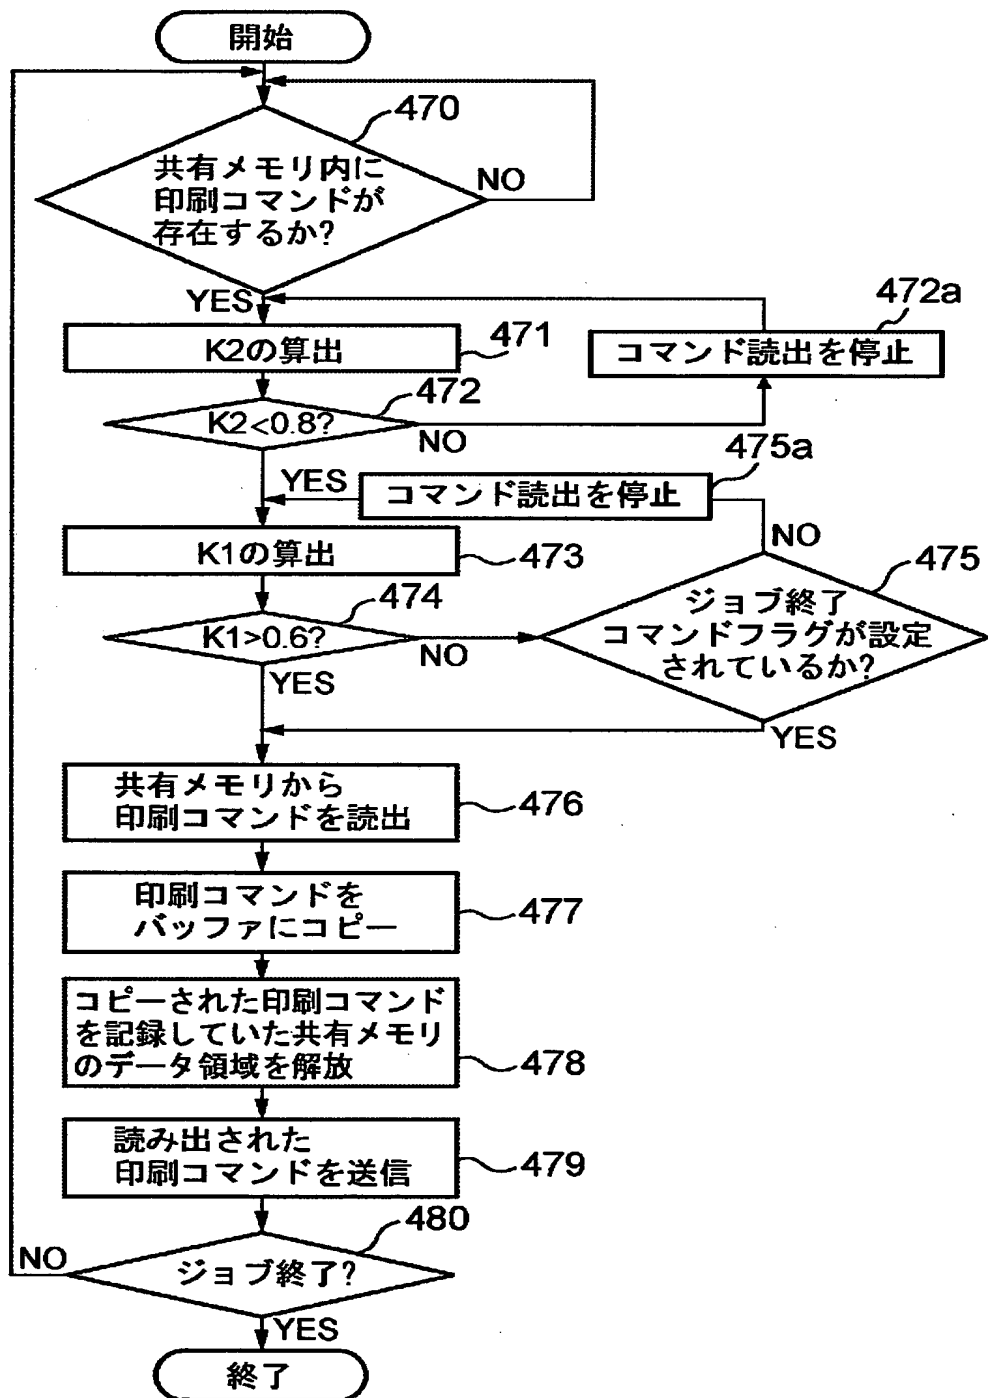 開始
470
共有メモリ内に
印刷コマンドが
存在するか?
NO
YES
472a
K2の算出
471
コマンド読出を停止
472
K2<0.8?
NO
475a
YES
コマンド読出を停止
K1の算出
473
NO
475
474
K1>0.6?
NO
ジョブ終了
コマンドフラグが設定
されているか?
YES
YES
共有メモリから
印刷コマンドを読出
476
印刷コマンドを
バッファにコピー
477
コピーされた印刷コマンド
を記録していた共有メモリ
のデータ領域を解放
478
読み出された
印刷コマンドを送信
479
480
NO
ジョブ終了?
YES
終了